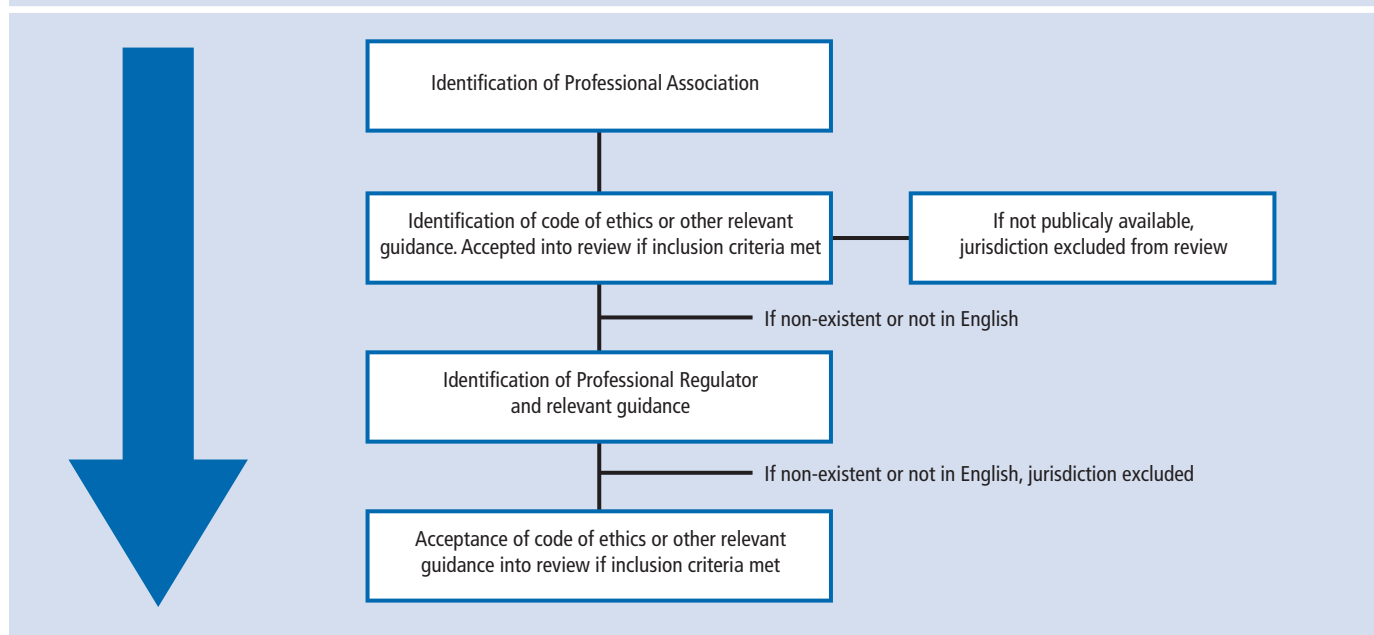 Identification of Professional Association
Identification of code of ethics or other relevant
guidance. Accepted into review if inclusion criteria met
If not publicaly available,
jurisdiction excluded from review
If non-existent or not in English
Identification of Professional Regulator
and relevant guidance
If non-existent or not in English, jurisdiction excluded
Acceptance of code of ethics or other relevant
guidance into review if inclusion criteria met